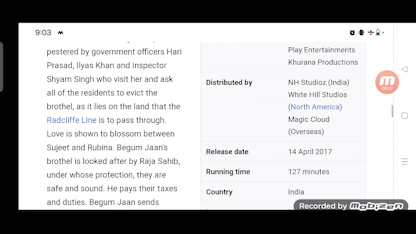 9:03
pestered by government officers Hari
Prasad, Ilyas Khan and Inspector
Shyam Singh who visit her and ask
all of the residents to evict the
brothel, as it lies on the land that the
Radcliffe Line is to pass through.
Love is shown to blossom between
Sujeet and Rubina. Begum Jaan's
brothel is looked after by Raja Sahib,
under whose protection, they are
safe and sound. He pays their taxes
and duties. Begum Jaan sends
Play Entertainments
Khurana Productions
Distributed by
NH Studioz (India)
White Hill Studios
(North America)
Magic Cloud
(Overseas)
Release date
14 April 2017
Running time
127 minutes
Country
India
Recorded by Mobizen